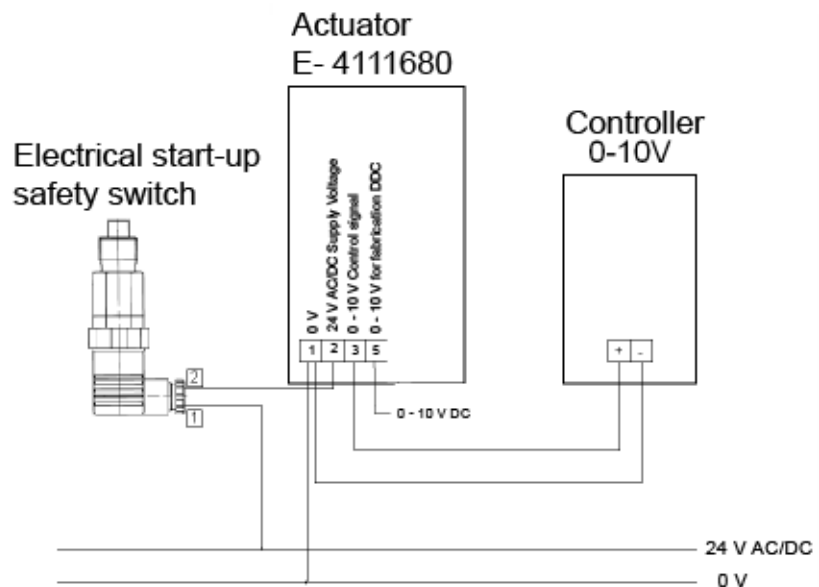 Actuator
E- 4111680
Controller
0-10V
Electrical start-up
safety switch
0 V
24 V AC/DC Supply Voltage
0 - 10 V Control signal
0 - 10 V for fabrication DDC
1 2 3 5
+ -
2
1
0 - 10 V DC
24 V AC/DC
0 V